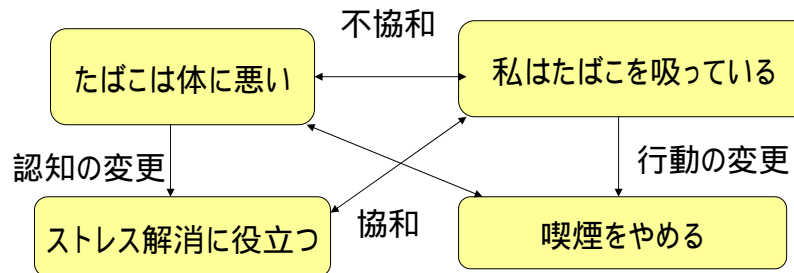 不協和
たばこは体に悪い
私はたばこを吸っている
認知の変更
行動の変更
ストレス解消に役立つ
協和
喫煙をやめる